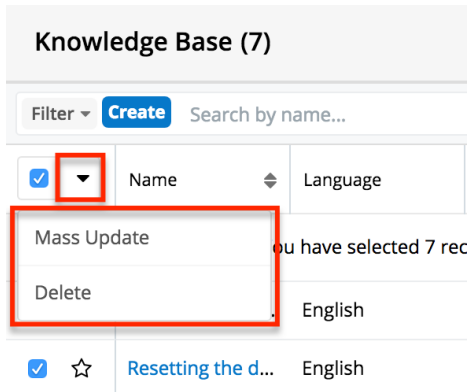 Knowledge Base (7)
Filter Create Search by name...
Name Language
Mass Update
you have selected 7 rec
Delete
... English
Resetting the d... English